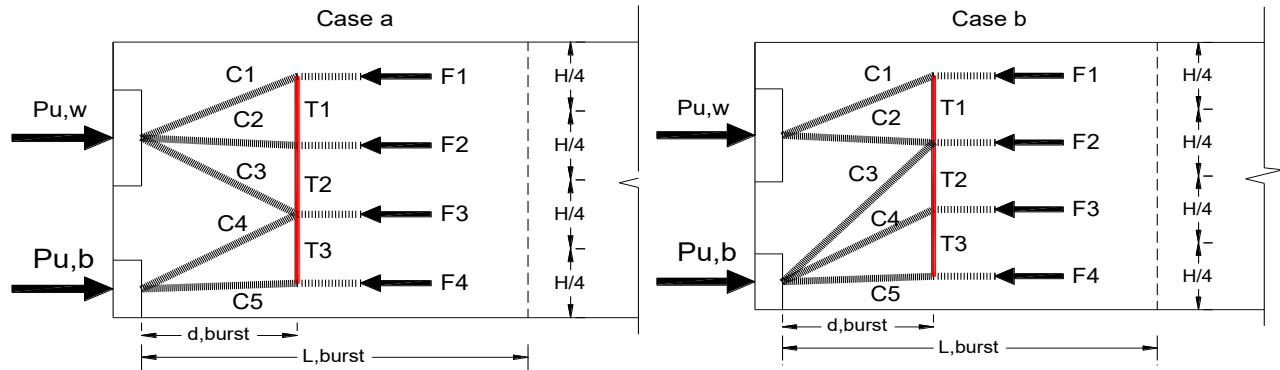 Case a
Pu,w
Pu,b
C1
C2
C3
C4
C5
T1
T2
T3
F1
F2
F3
F4
H/4
H/4
H/4
H/4
d,burst
L,burst
Case b
Pu,w
Pu,b
C1
C2
C3
C4
C5
T1
T2
T3
F1
F2
F3
F4
H/4
H/4
H/4
H/4
d,burst
L,burst